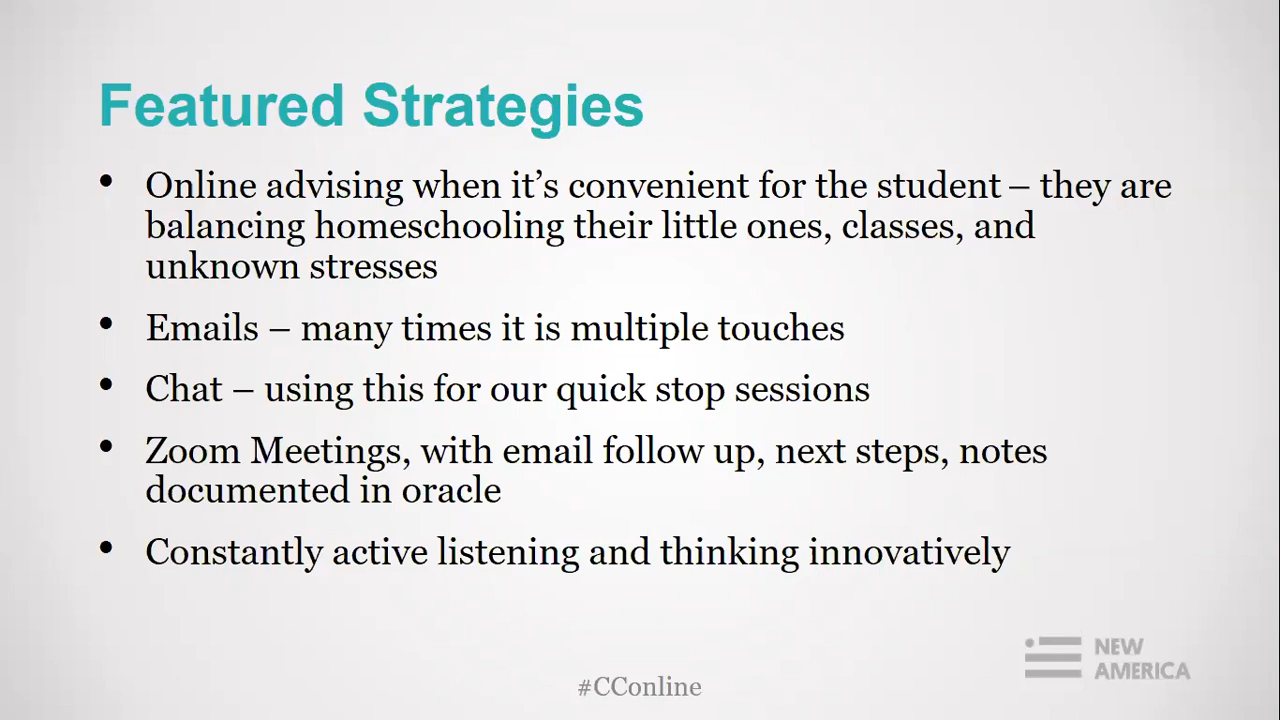 Featured Strategies
• Online advising when it’s convenient for the student – they are
balancing homeschooling their little ones, classes, and
unknown stresses
• Emails – many times it is multiple touches
• Chat – using this for our quick stop sessions
• Zoom Meetings, with email follow up, next steps, notes
documented in oracle
• Constantly active listening and thinking innovatively
NEW
AMERICA
#CConline